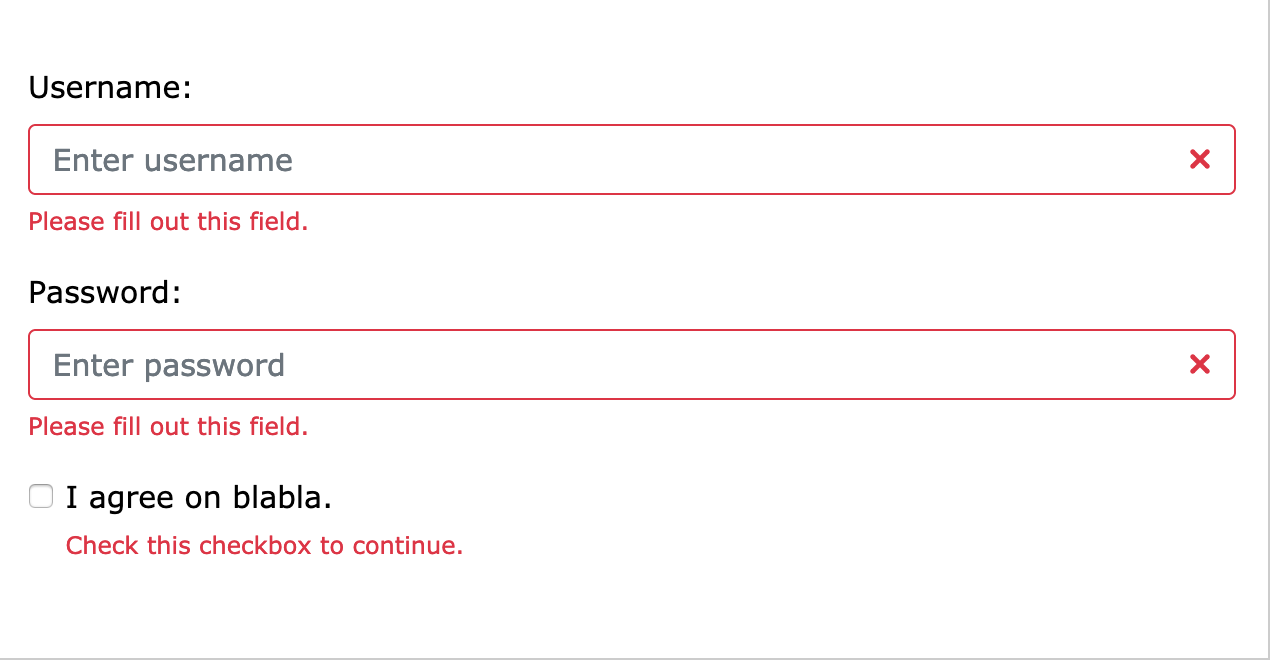 Username:
Enter username
Please fill out this field.
Password:
Enter password
Please fill out this field.
I agree on blabla.
Check this checkbox to continue.